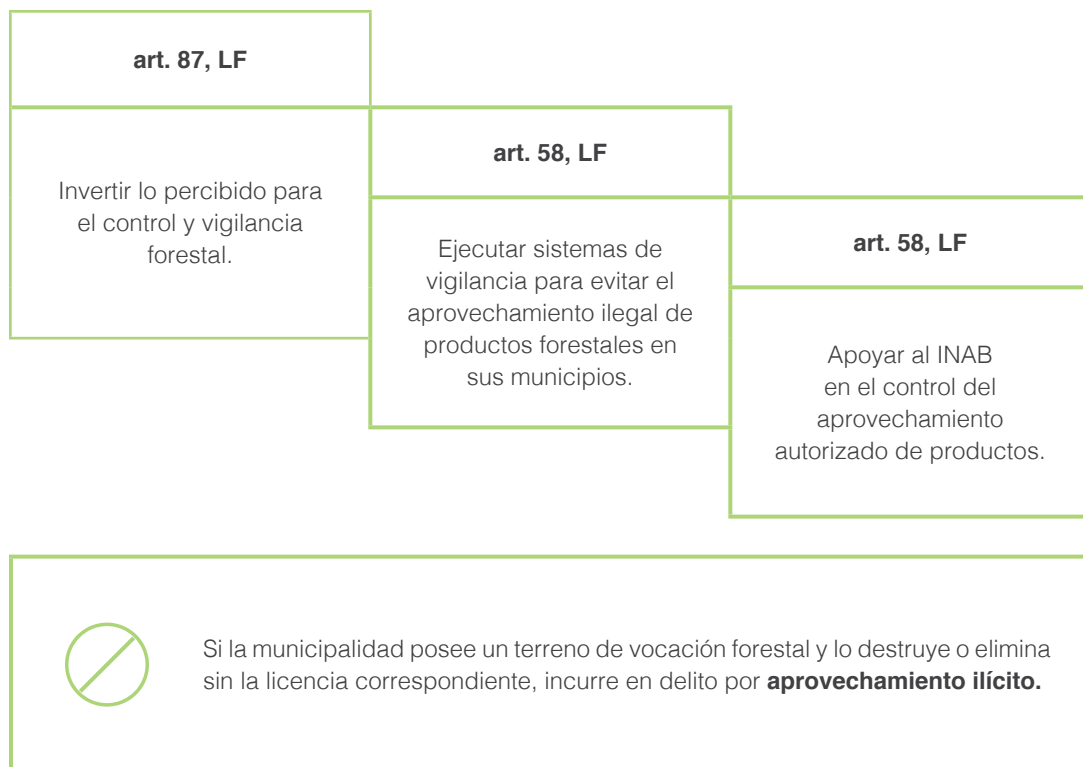 art. 87, LF
Invertir lo percibido para
el control y vigilancia
forestal.
art. 58, LF
Ejecutar sistemas de
vigilancia para evitar el
aprovechamiento ilegal de
productos forestales en
sus municipios.
art. 58, LF
Apoyar al INAB
en el control del
aprovechamiento
autorizado de productos.
Si la municipalidad posee un terreno de vocación forestal y lo destruye o elimina
sin la licencia correspondiente, incurre en delito por aprovechamiento ilícito.